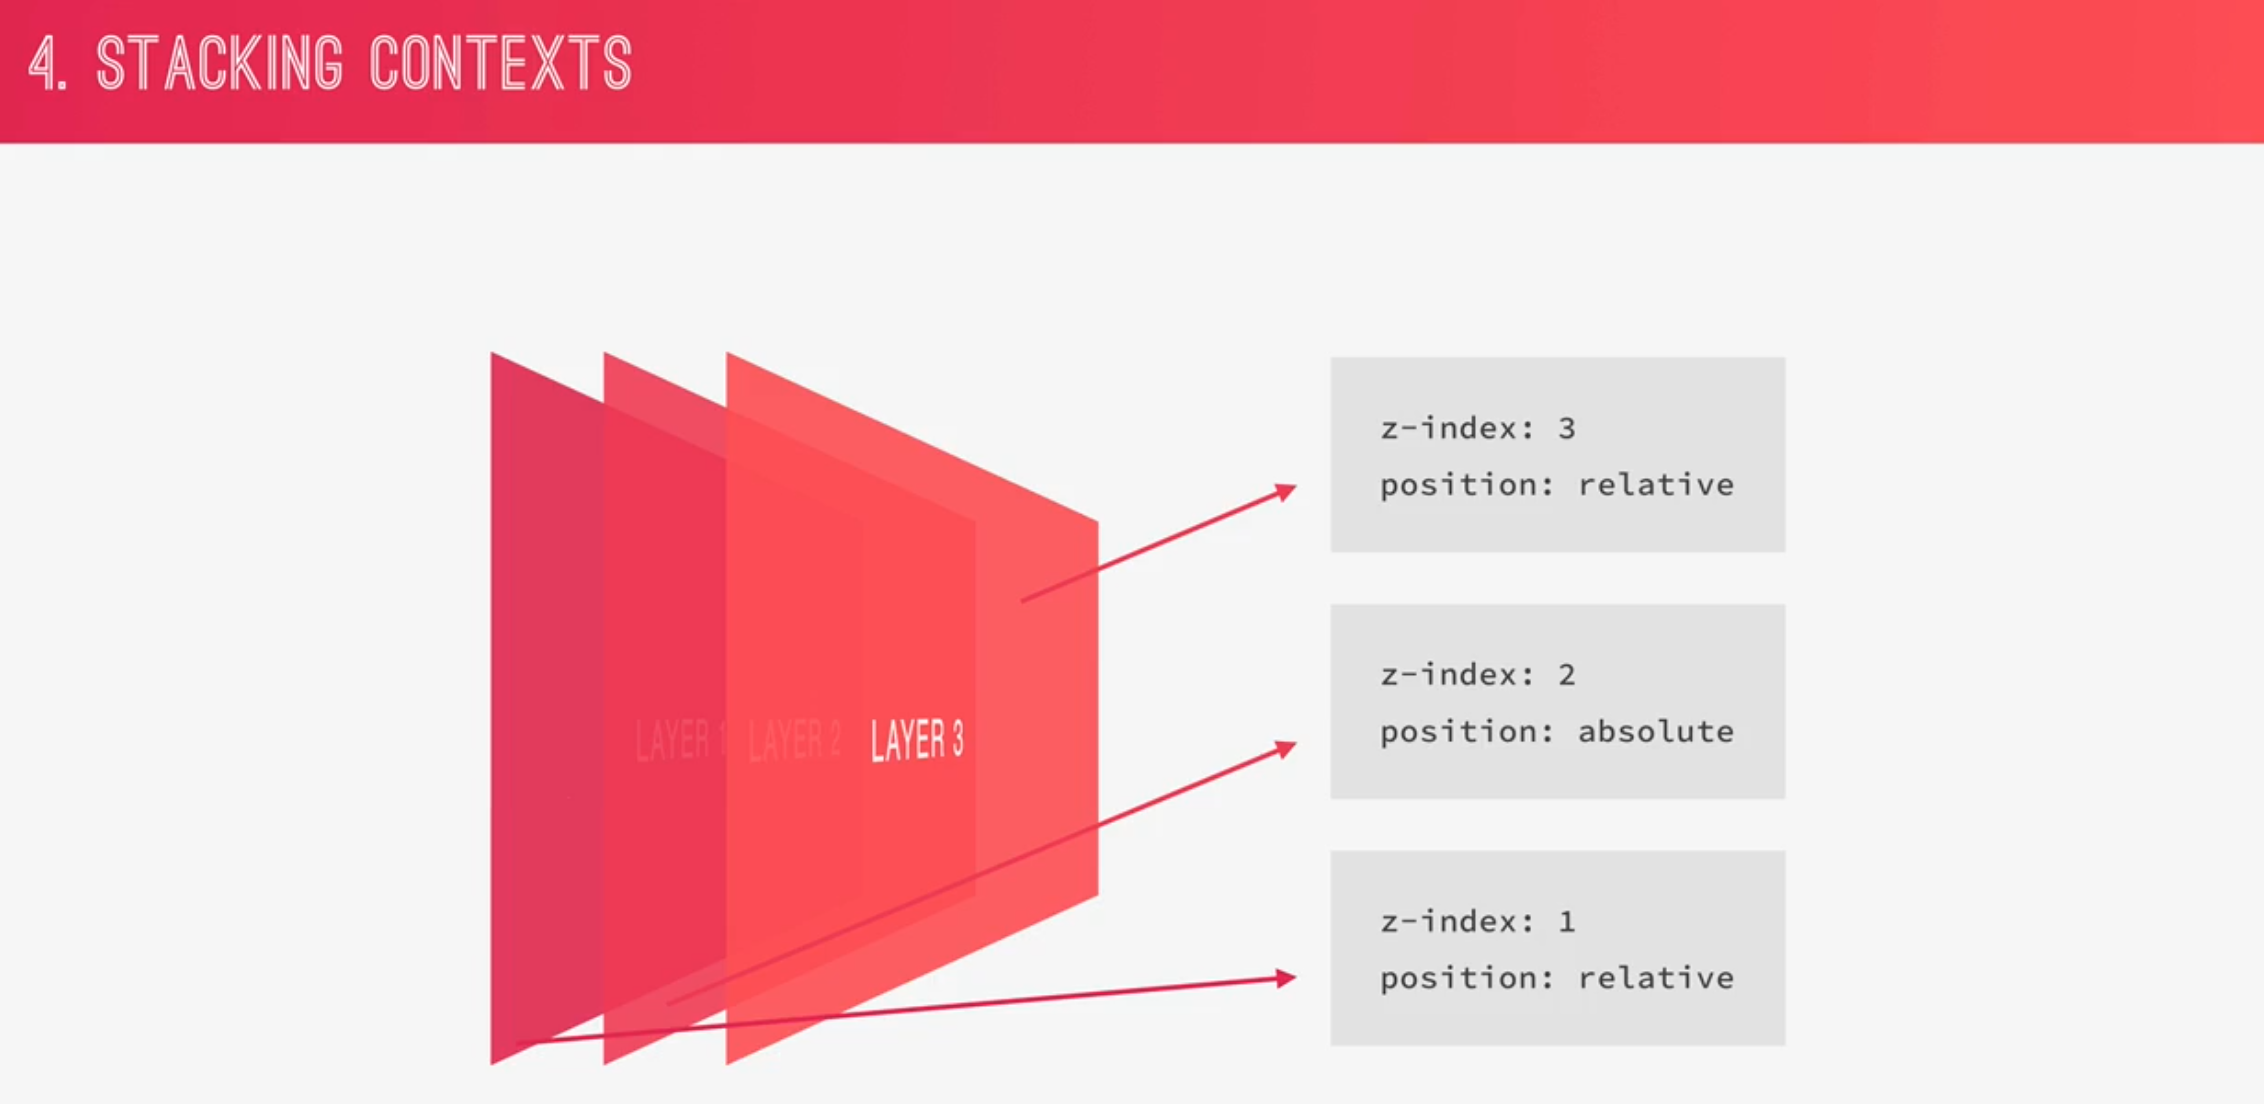 4. STACKING CONTEXTS
z-index: 3
position: relative
z-index: 2
position: absolute
LAYER 1 LAYER 2 LAYER 3
z-index: 1
position: relative